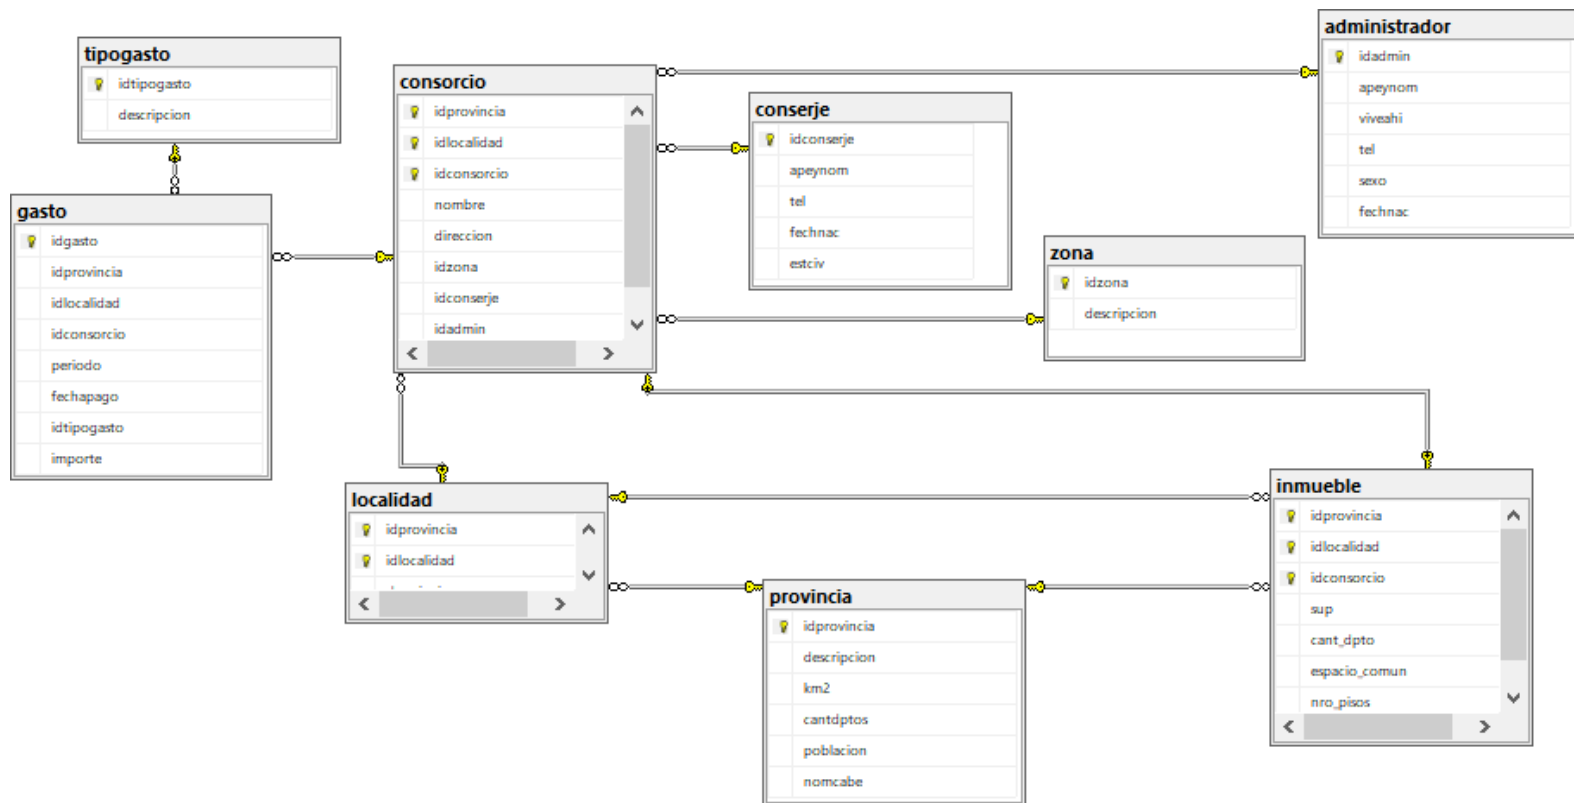 tipogasto
idtipogasto
descripcion
gasto
idgasto
idprovincia
idlocalidad
idconsorcio
periodo
fechapago
idtipogasto
importe
consorcio
idprovincia
idlocalidad
idconsorcio
nombre
direccion
idzona
idconserje
idadmin
conserje
idconserje
apeynom
tel
fechnac
estciv
administrador
idadmin
apeynom
viveahi
tel
sexo
fechnac
zona
idzona
descripcion
localidad
idprovincia
idlocalidad
provincia
idprovincia
descripcion
km2
cantdptos
poblacion
nomcabe
inmueble
idprovincia
idlocalidad
idconsorcio
sup
cant_dpto
espacio_comun
nro_pisos